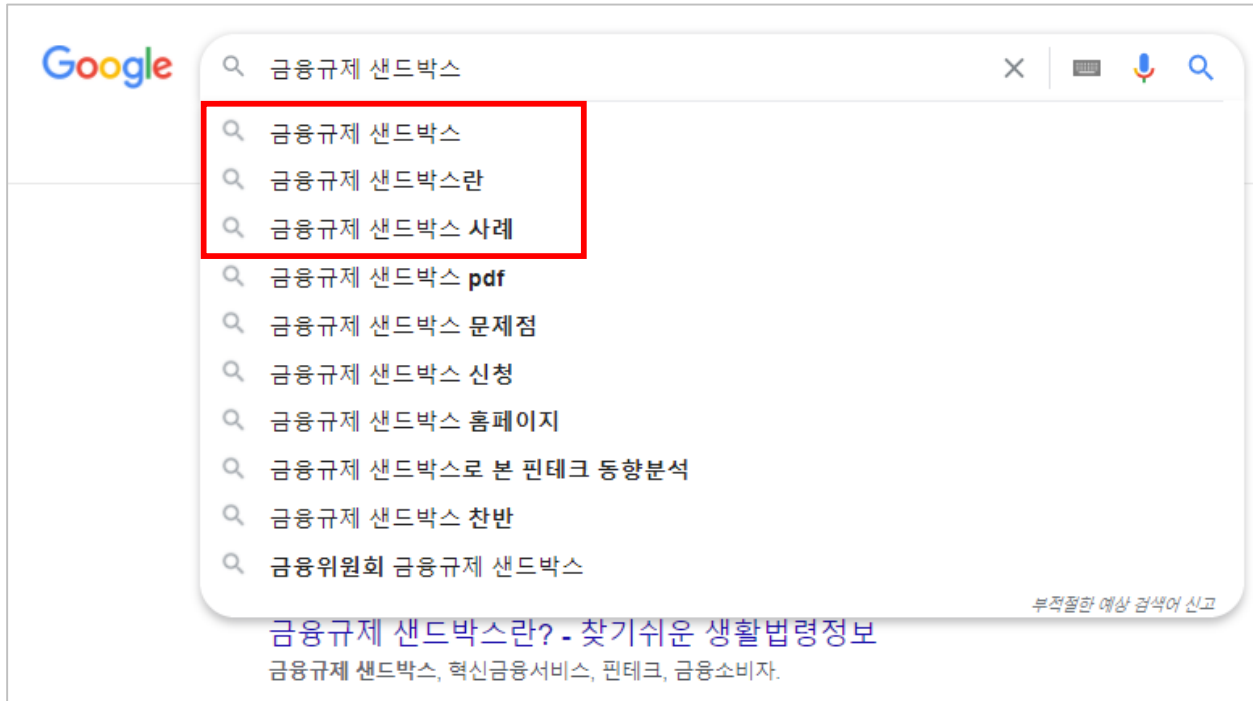 Google
금융규제 샌드박스
금융규제 샌드박스
금융규제 샌드박스란
금융규제 샌드박스 사례
금융규제 샌드박스 pdf
금융규제 샌드박스 문제점
금융규제 샌드박스 신청
금융규제 샌드박스 홈페이지
금융규제 샌드박스로 본 핀테크 동향분석
금융규제 샌드박스 찬반
금융위원회 금융규제 샌드박스
부적절한 예상 검색어 신고
금융규제 샌드박스란? - 찾기쉬운 생활법령정보
금융규제 샌드박스, 혁신금융서비스, 핀테크, 금융소비자.